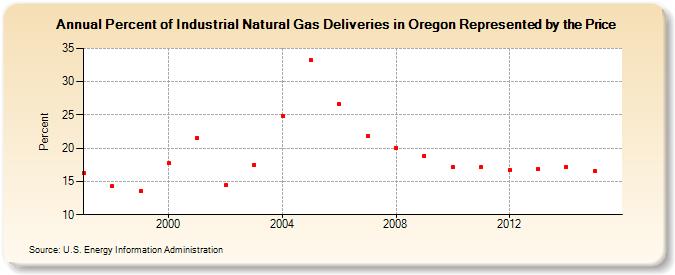 Annual Percent of Industrial Natural Gas Deliveries in Oregon Represented by the Price
Percent
35
30
25
20
15
10
2000 2004 2008 2012
Source: U.S. Energy Information Administration